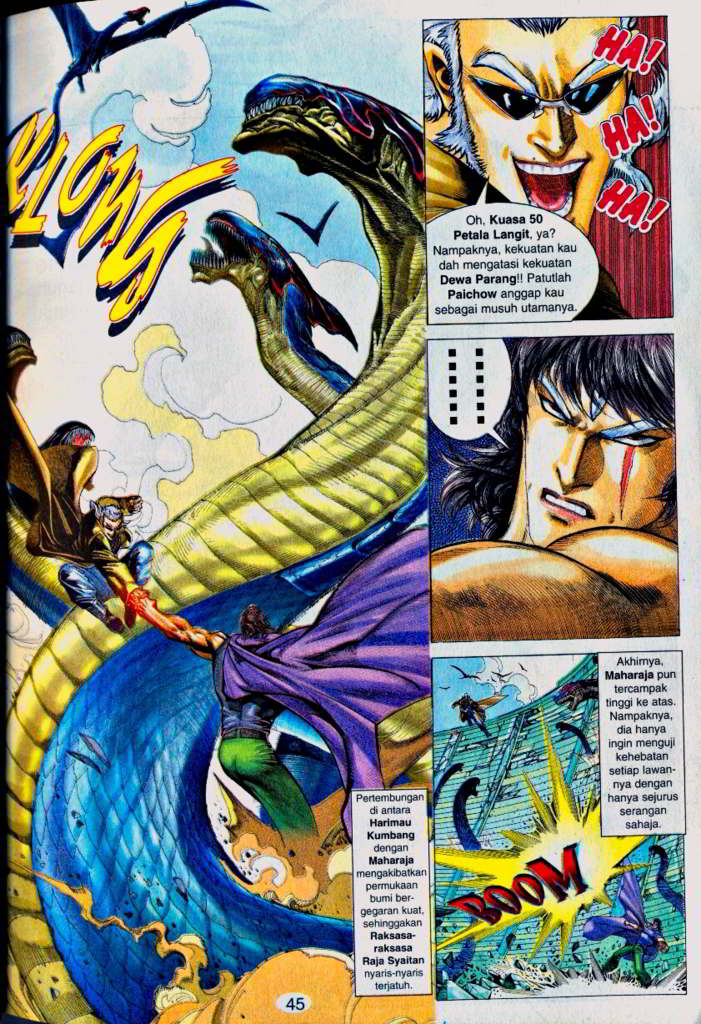 KLONS
HA!
HA!
HA!
Oh, Kuasa 50
Petala Langit, ya?
Nampaknya, kekuatan kau
dah mengatasi kekuatan
Dewa Parang!! Patutlah
Paichow anggap kau
sebagai musuh utamanya.
Akhirnya,
Maharaja pun
tercampak
tinggi ke atas.
Nampaknya,
dia hanya
ingin menguji
kehebatan
setiap lawan-
nya dengan
hanya sejurus
serangan
sahaja.
BOOM
Pertembungan
di antara
Harimau
Kumbang
dengan
Maharaja
mengakibatkan
permukaan
bumi ber-
gegaran kuat,
sehinggakan
Raksasa-
raksasa
Raja Syaitan
nyaris-nyaris
terjatuh.
45